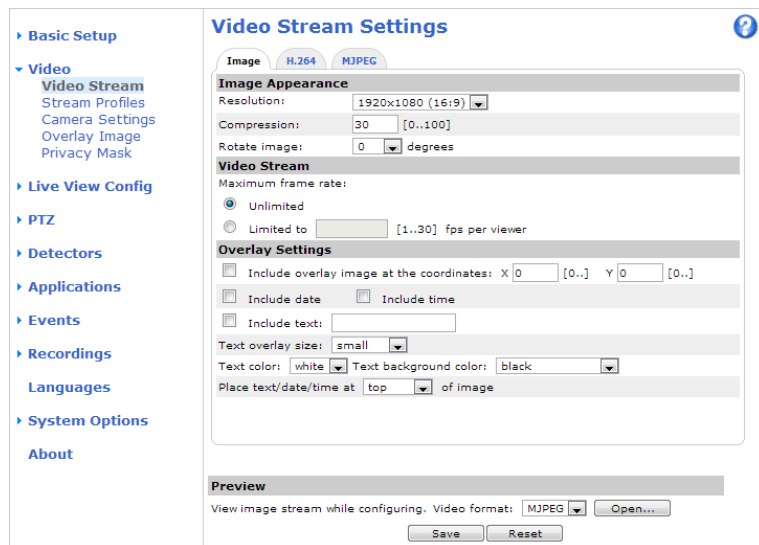 Basic Setup
Video
Video Stream
Stream Profiles
Camera Settings
Overlay Image
Privacy Mask
Live View Config
PTZ
Detectors
Applications
Events
Recordings
Languages
System Options
About
Video Stream Settings
?
Image H.264 MJPEG
Image Appearance
Resolution: 1920x1080 (16:9)
Compression: 30 [0..100]
Rotate image: 0 degrees
Video Stream
Maximum frame rate:
Unlimited
Limited to [1..30] fps per viewer
Overlay Settings
Include overlay image at the coordinates: X 0 [0..] Y 0 [0..]
Include date Include time
Include text:
Text overlay size: small
Text color: white Text background color: black
Place text/date/time at top of image
Preview
View image stream while configuring. Video format: MJPEG Open...
Save Reset